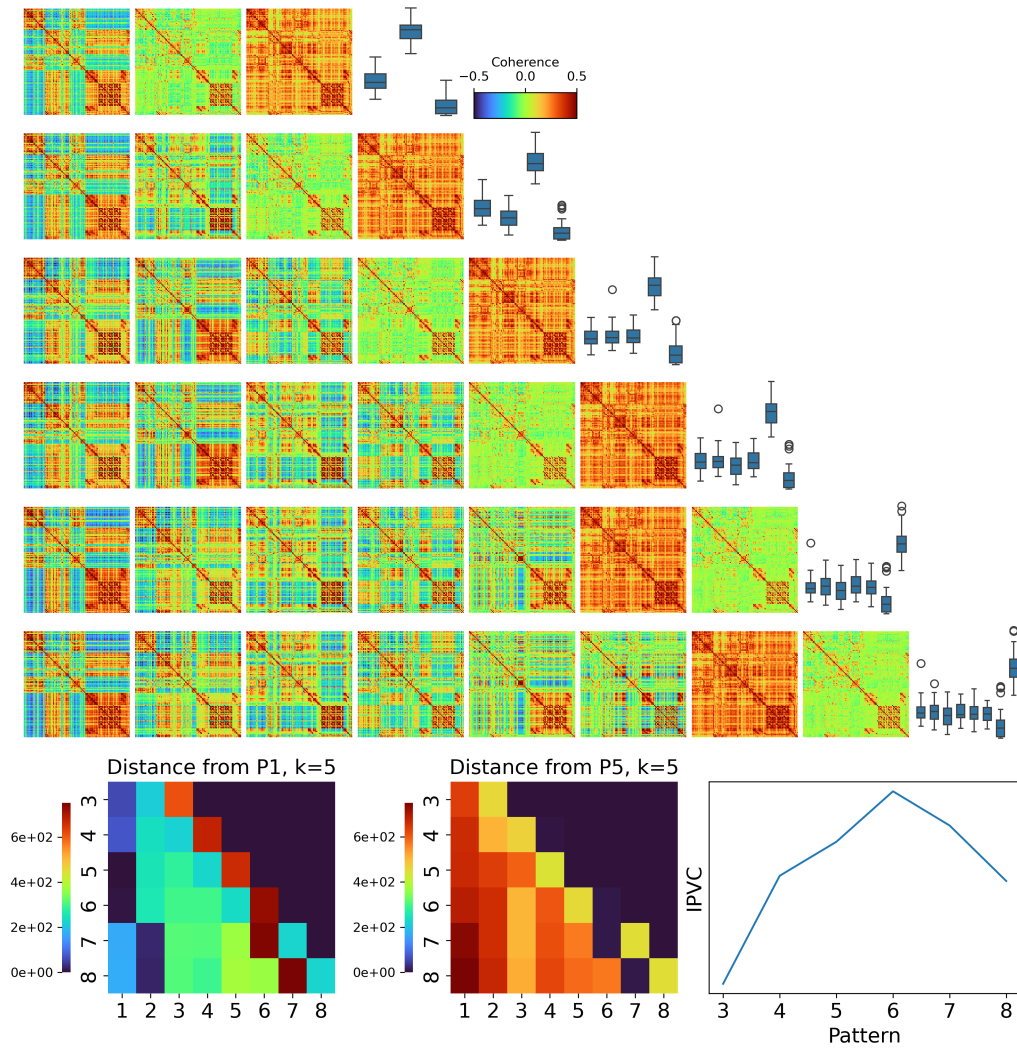 Coherence
−0.5 0.0 0.5
Distance from P1, k=5
6e+02
4e+02
2e+02
0e+00
3
4
5
6
7
8
1 2 3 4 5 6 7 8
Distance from P5, k=5
6e+02
4e+02
2e+02
0e+00
3
4
5
6
7
8
1 2 3 4 5 6 7 8
IPVC
3 4 5 6 7 8
Pattern